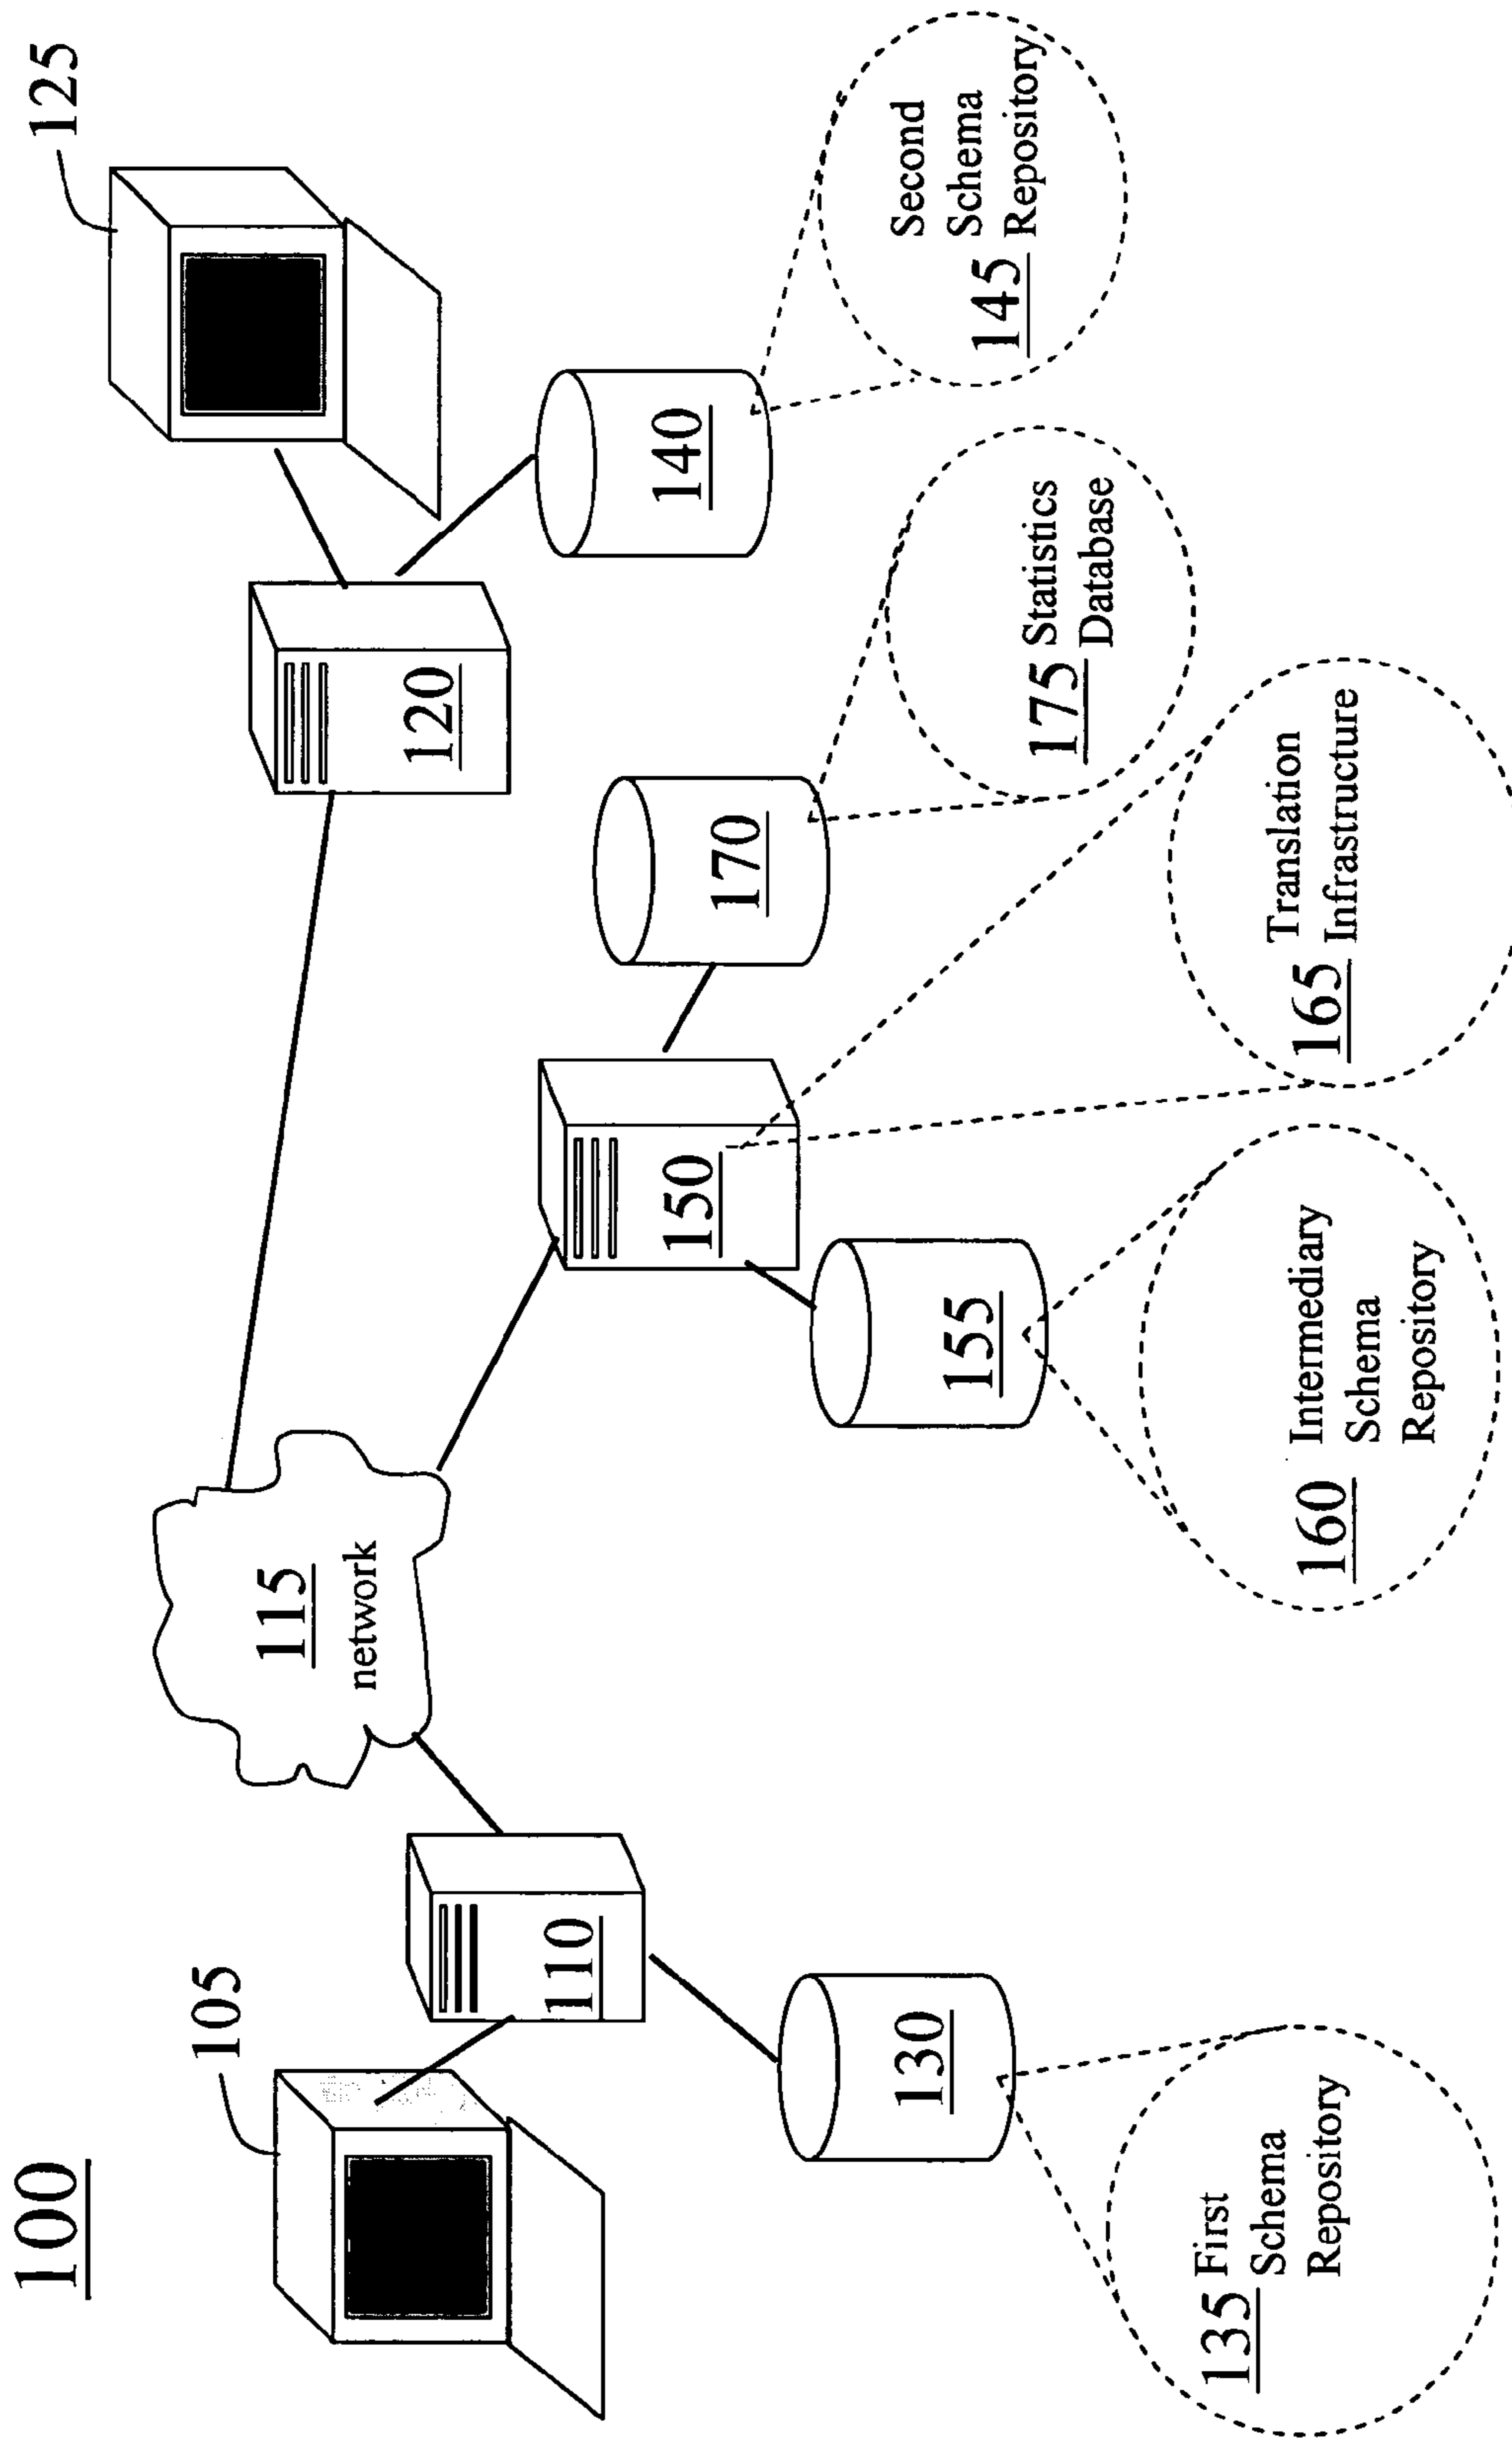 100
105
125
115
network
110
120
130
140
150
170
155
135 First
Schema
Repository
160 Intermediary
Schema
Repository
Translation
165 Infrastructure
175 Statistics
Database
Second
Schema
145 Repository